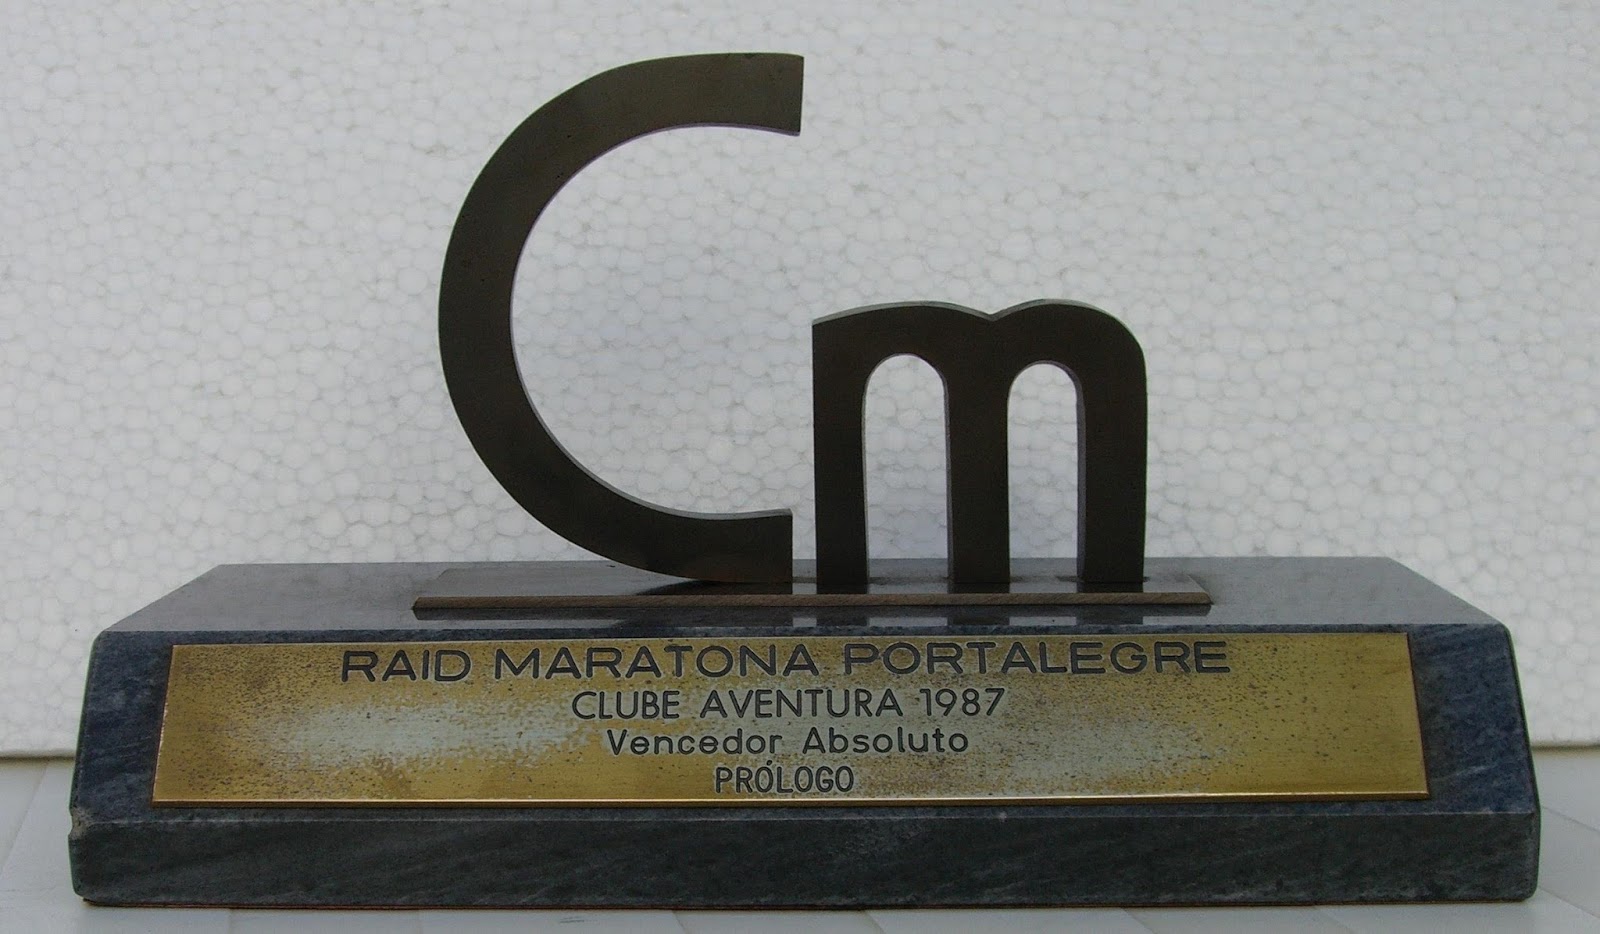 Cm
RAID MARATONA PORTALEGRE
CLUBE AVENTURA 1987
Vencedor Absoluto
PRÓLOGO